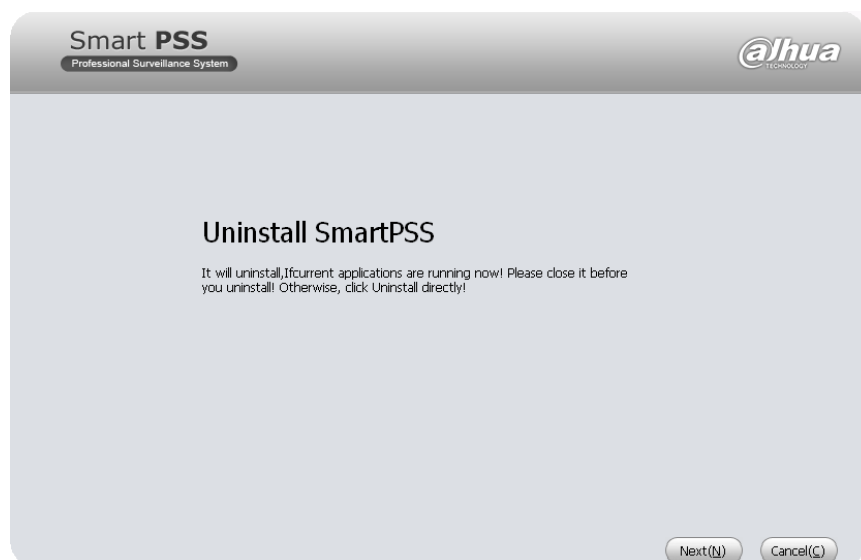 Smart PSS
Professional Surveillance System
alhua
TECHNOLOGY
Uninstall SmartPSS
It will uninstall,Ifcurrent applications are running now! Please close it before
you uninstall! Otherwise, click Uninstall directly!
Next(N)
Cancel(C)